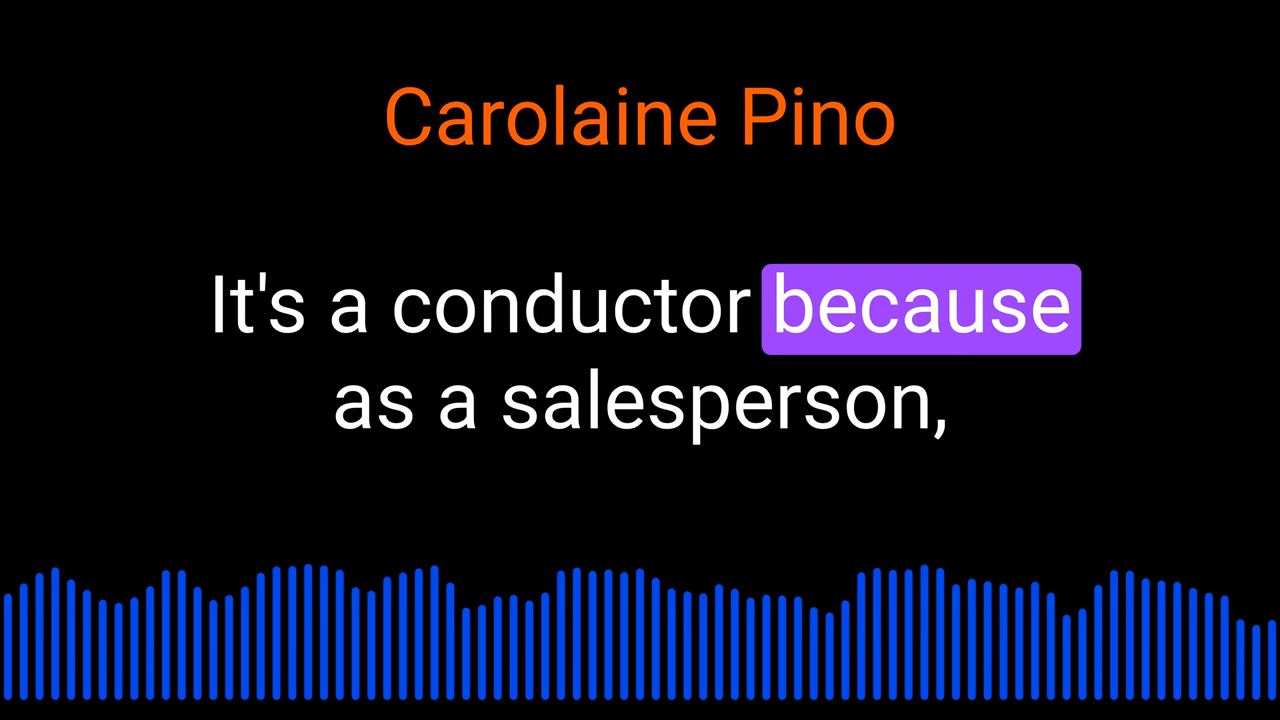 Carolaine Pino
It's a conductor because
as a salesperson,